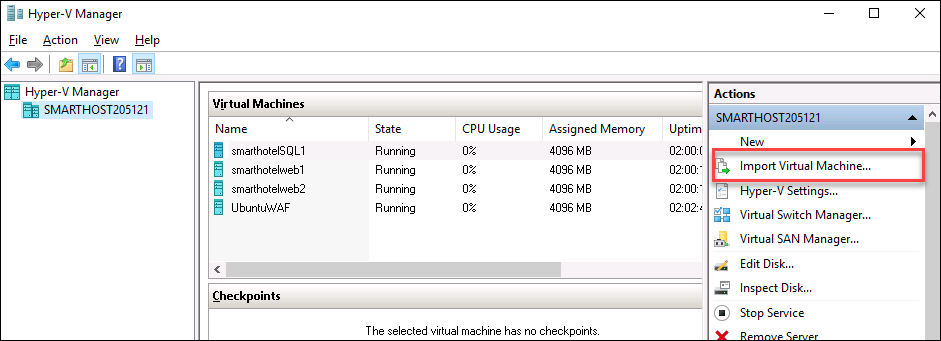 Hyper-V Manager
File Action View Help
Hyper-V Manager
SMARTHOST205121
Virtual Machines
Name State CPU Usage Assigned Memory Uptim
smarthotelSQL1 Running 0% 4096 MB 02:00:
smarthotelweb1 Running 0% 4096 MB 02:00:
smarthotelweb2 Running 0% 4096 MB 02:00:
UbuntuWAF Running 0% 4096 MB 02:02:4
Checkpoints
The selected virtual machine has no checkpoints.
Actions
SMARTHOST205121
New
Import Virtual Machine...
Hyper-V Settings...
Virtual Switch Manager...
Virtual SAN Manager...
Edit Disk...
Inspect Disk...
Stop Service
Remove Server